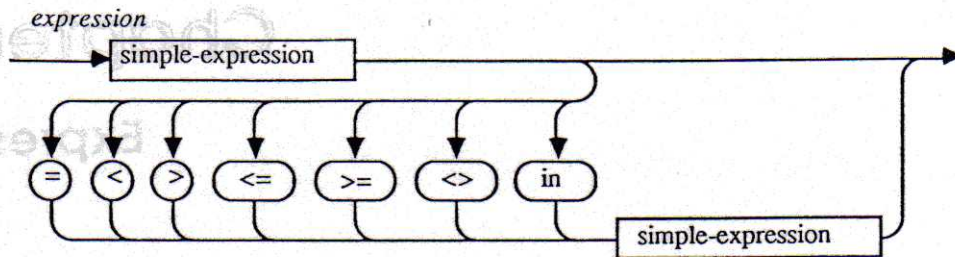 expression
simple-expression
= < > <= >= <> in
simple-expression